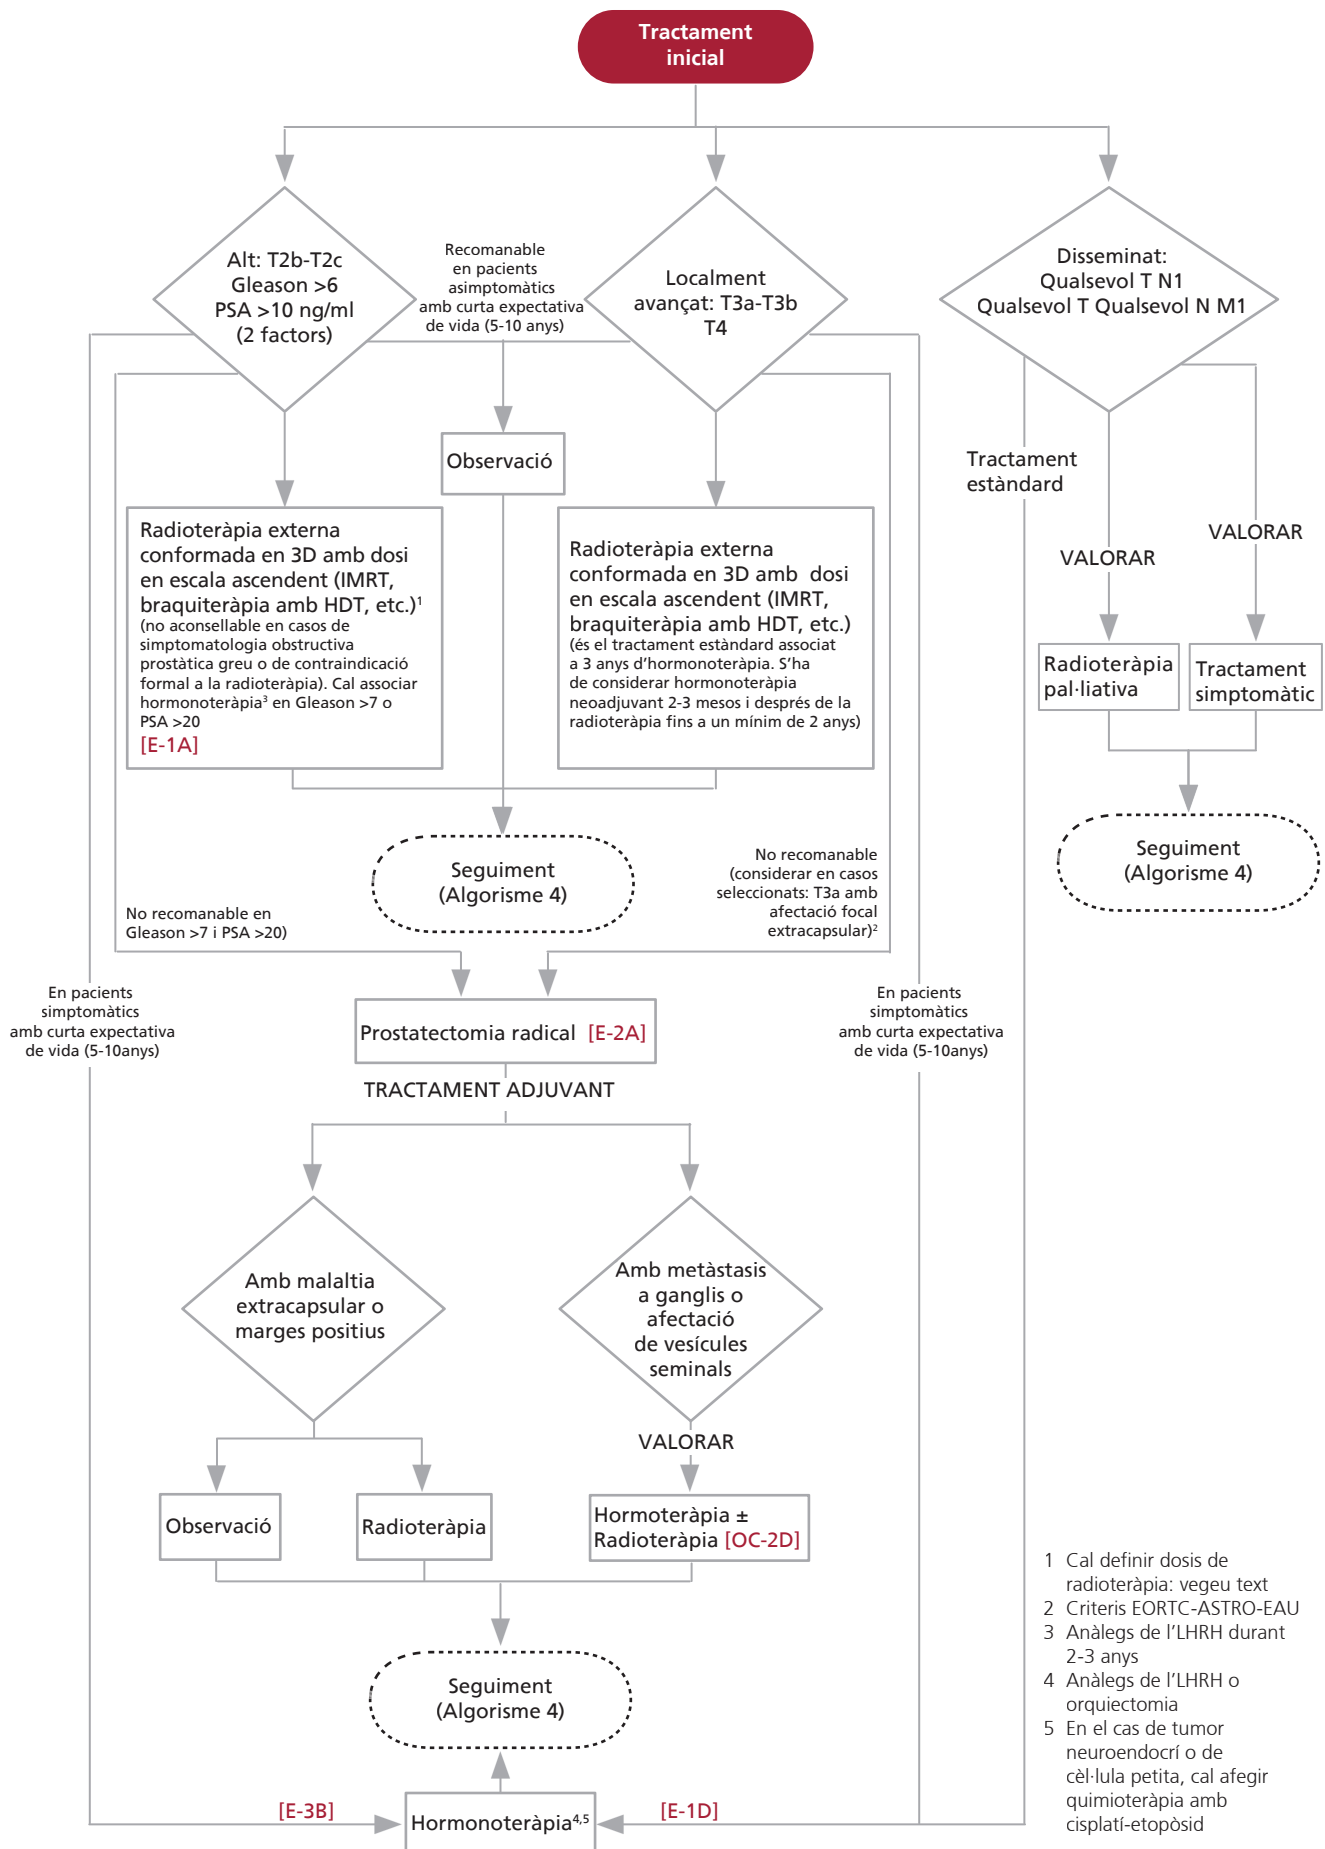 Tractament
inicial
Alt: T2b-T2c
Gleason >6
PSA >10 ng/ml
(2 factors)
Recomanable
en pacients
asimptomàtics
amb curta expectativa
de vida (5-10 anys)
Localment
avançat: T3a-T3b
T4
Disseminat:
Qualsevol T N1
Qualsevol T Qualsevol N M1
Observació
Tractament
estàndard
VALORAR
VALORAR
Radioteràpia externa
conformada en 3D amb dosi
en escala ascendent (IMRT,
braquiteràpia amb HDT, etc.)1
(no aconsellable en casos de
simptomatologia obstructiva
prostàtica greu o de contraindicació
formal a la radioteràpia). Cal associar
hormonoteràpia3 en Gleason >7 o
PSA >20
[E-1A]
Radioteràpia externa
conformada en 3D amb  dosi
en escala ascendent (IMRT,
braquiteràpia amb HDT, etc.)
(és el tractament estàndard associat
a 3 anys d'hormonoteràpia. S'ha
de considerar hormonoteràpia
neoadjuvant 2-3 mesos i després de la
radioteràpia fins a un mínim de 2 anys)
Radioteràpia
pal·liativa
Tractament
simptomàtic
Seguiment
(Algorisme 4)
Seguiment
(Algorisme 4)
No recomanable en
Gleason >7 i PSA >20)
No recomanable
(considerar en casos
seleccionats: T3a amb
afectació focal
extracapsular)2
En pacients
simptomàtics
amb curta expectativa
de vida (5-10anys)
Prostatectomia radical  [E-2A]
En pacients
simptomàtics
amb curta expectativa
de vida (5-10anys)
TRACTAMENT ADJUVANT
Amb malaltia
extracapsular o
marges positius
Amb metàstasis
a ganglis o
afectació
de vesícules
seminals
VALORAR
Observació
Radioteràpia
Hormoteràpia ±
Radioteràpia [OC-2D]
Seguiment
(Algorisme 4)
[E-3B]
Hormonoteràpia4,5
[E-1D]
1 Cal definir dosis de
radioteràpia: vegeu text
2 Criteris EORTC-ASTRO-EAU
3 Anàlegs de l'LHRH durant
2-3 anys
4 Anàlegs de l'LHRH o
orquiectomia
5 En el cas de tumor
neuroendocrí o de
cèl·lula petita, cal afegir
quimioteràpia amb
cisplatí-etopòsid